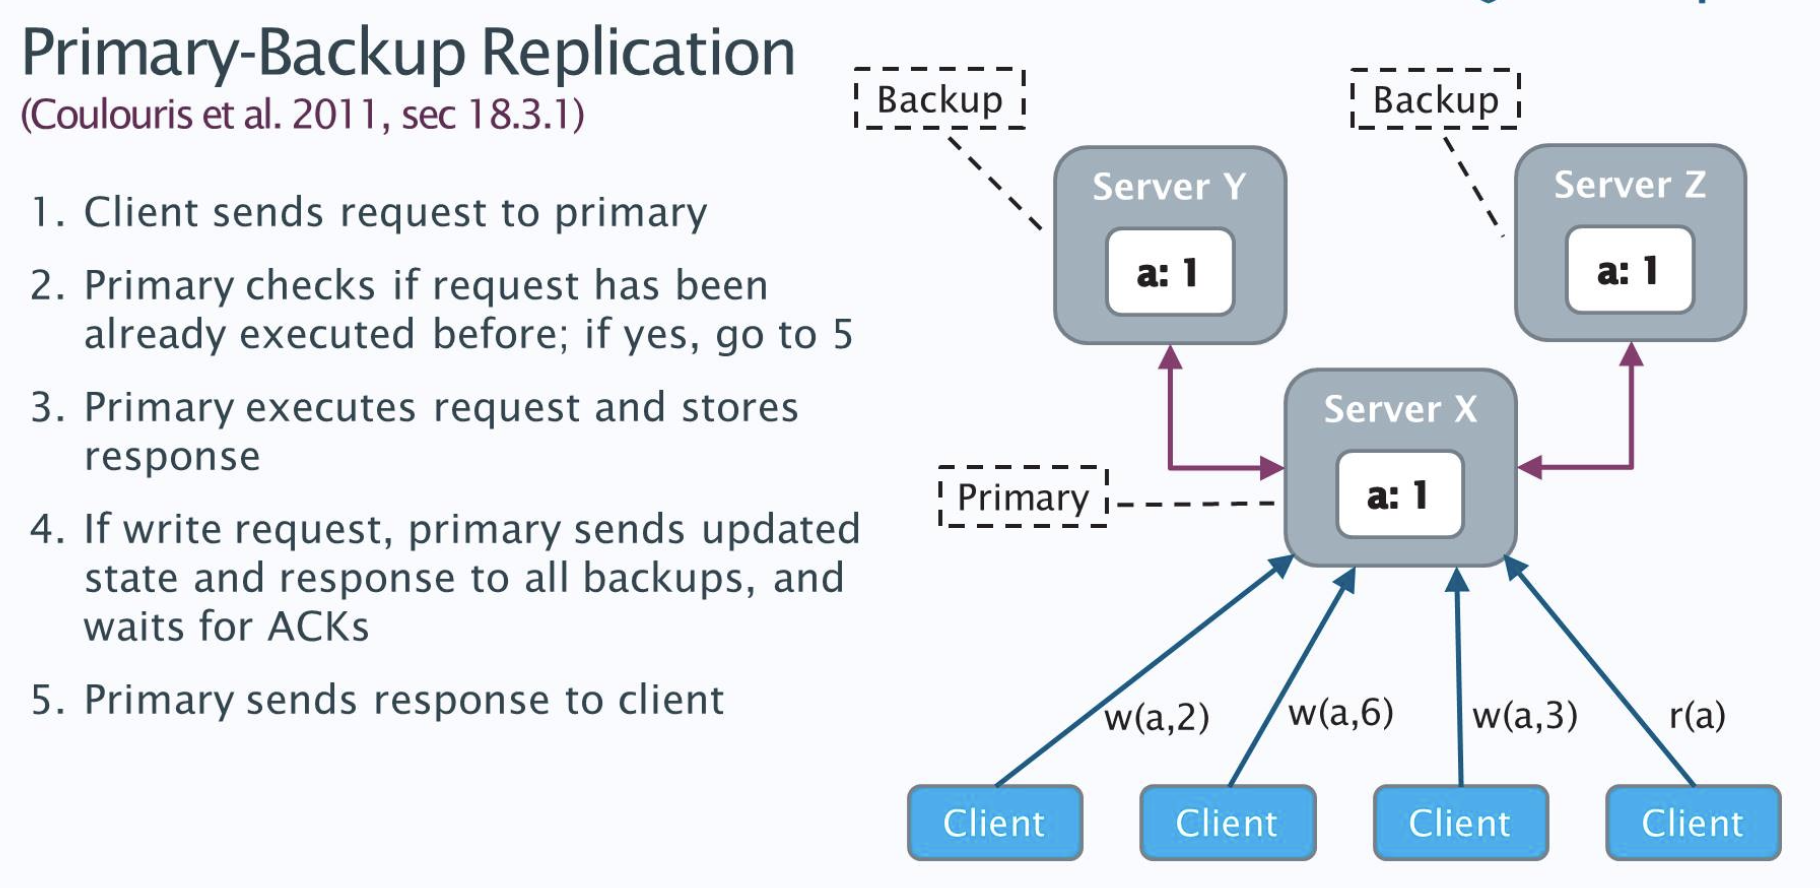 Primary-Backup Replication
(Coulouris et al. 2011, sec 18.3.1)
1. Client sends request to primary
2. Primary checks if request has been
already executed before; if yes, go to 5
3. Primary executes request and stores
response
4. If write request, primary sends updated
state and response to all backups, and
waits for ACKs
5. Primary sends response to client
Backup
Backup
Server Y
a: 1
Server Z
a: 1
Server X
a: 1
Primary
w(a,2)
w(a,6)
w(a,3)
r(a)
Client
Client
Client
Client